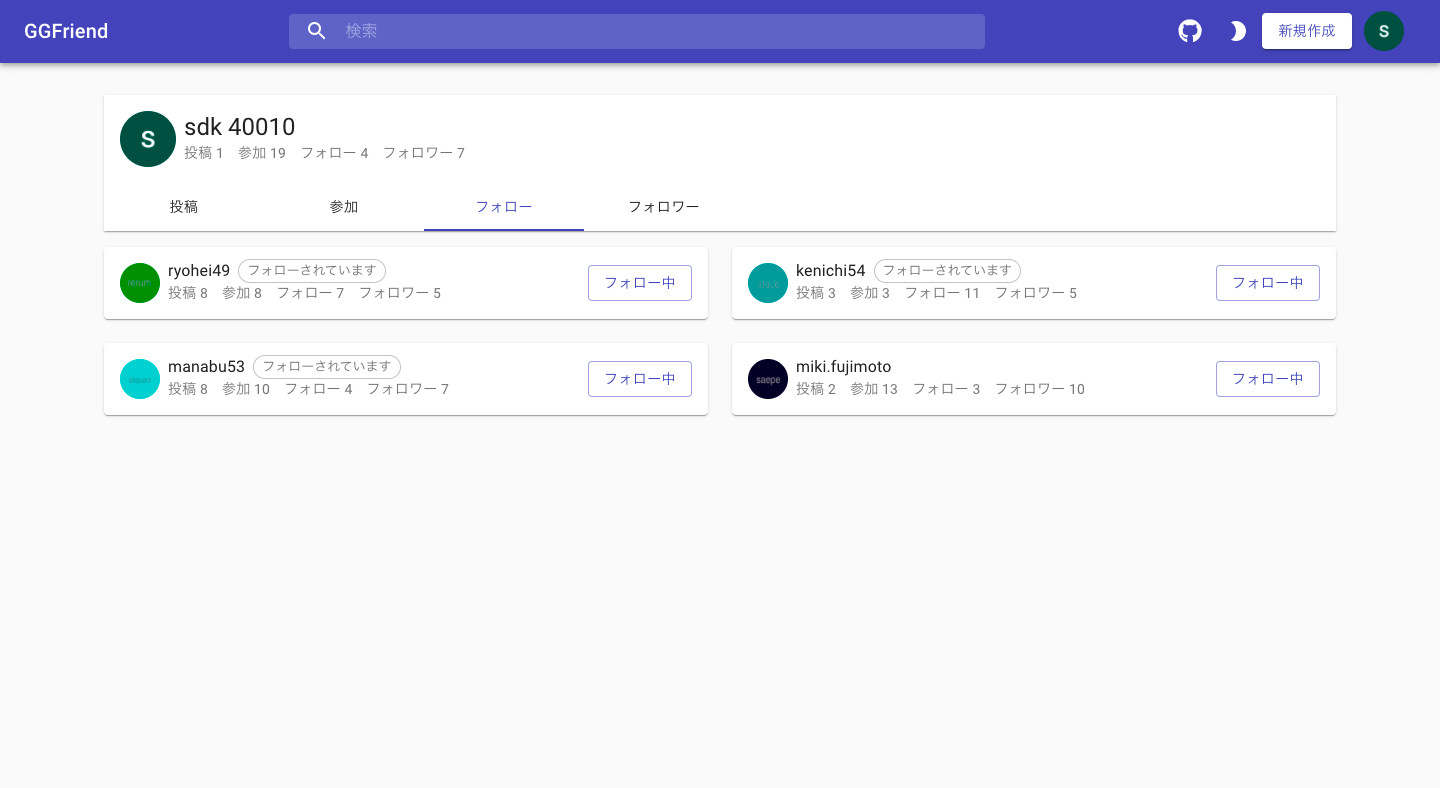 GGFriend 検索 新規作成 S
S sdk 40010
投稿 1 参加 19 フォロー 4 フォロワー 7
投稿 参加 フォロー フォロワー
rerum ryohei49 フォローされています フォロー中
投稿 8 参加 8 フォロー 7 フォロワー 5
kenichi54 フォローされています フォロー中
投稿 3 参加 3 フォロー 11 フォロワー 5
manabu53 フォローされています フォロー中
投稿 8 参加 10 フォロー 4 フォロワー 7
saepe miki.fujimoto フォロー中
投稿 2 参加 13 フォロー 3 フォロワー 10